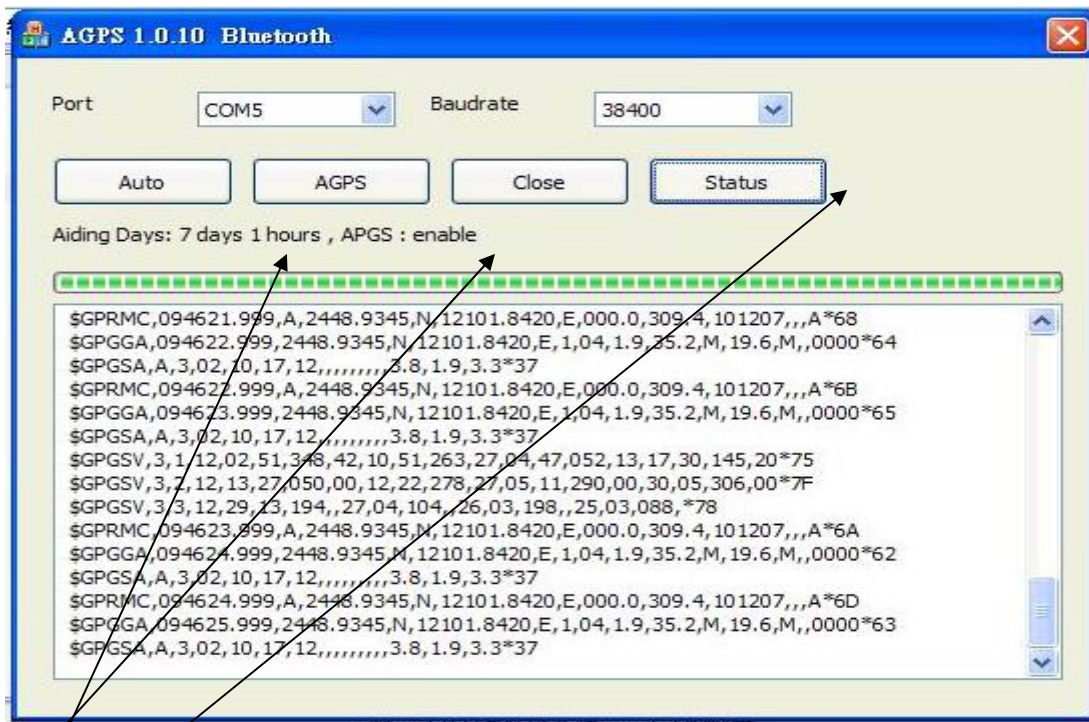 AGPS 1.0.10 Bluetooth
Port COM5 Baudrate 38400
Auto AGPS Close Status
Aiding Days: 7 days 1 hours , APGS : enable
$GPRMC,094621.999,A,2448.9345,N,12101.8420,E,000.0,309.4,101207,,,A*68
$GPGGA,094622.999,2448.9345,N,12101.8420,E,1,04,1.9,35.2,M,19.6,M,,0000*64
$GPGSA,A,3,02,10,17,12,,,,,,,,,3.8,1.9,3.3*37
$GPRMC,094622.999,A,2448.9345,N,12101.8420,E,000.0,309.4,101207,,,A*6B
$GPGGA,094623.999,2448.9345,N,12101.8420,E,1,04,1.9,35.2,M,19.6,M,,0000*65
$GPGSA,A,3,02,10,17,12,,,,,,,,,3.8,1.9,3.3*37
$GPGSV,3,1,12,02,51,348,42,10,51,263,27,04,47,052,13,17,30,145,20*75
$GPGSV,3,2,12,13,27,050,00,12,22,278,27,05,11,290,00,30,05,306,00*7F
$GPGSV,3,3,12,29,13,194,,27,04,104,,26,03,198,,25,03,088,*78
$GPRMC,094623.999,A,2448.9345,N,12101.8420,E,000.0,309.4,101207,,,A*6A
$GPGGA,094624.999,2448.9345,N,12101.8420,E,1,04,1.9,35.2,M,19.6,M,,0000*62
$GPGSA,A,3,02,10,17,12,,,,,,,,,3.8,1.9,3.3*37
$GPRMC,094624.999,A,2448.9345,N,12101.8420,E,000.0,309.4,101207,,,A*6D
$GPGGA,094625.999,2448.9345,N,12101.8420,E,1,04,1.9,35.2,M,19.6,M,,0000*63
$GPGSA,A,3,02,10,17,12,,,,,,,,,3.8,1.9,3.3*37